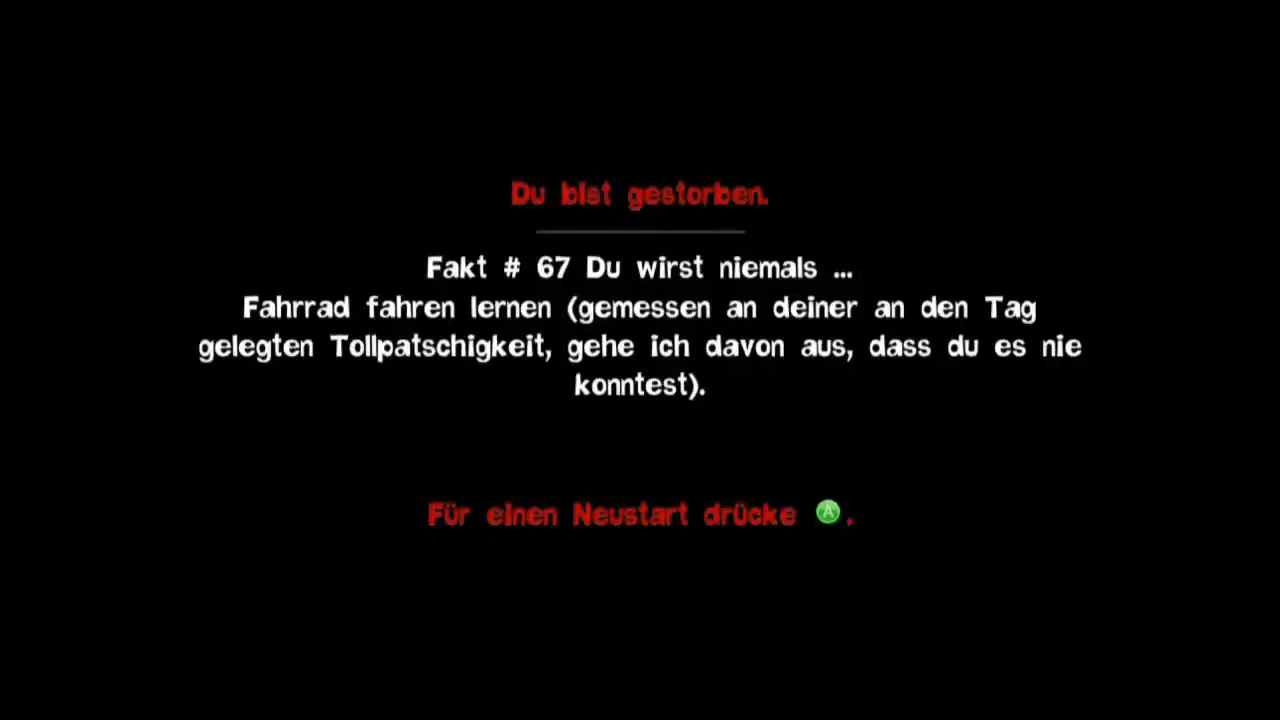 Du bist gestorben.
Fakt # 67 Du wirst niemals ...
Fahrrad fahren lernen (gemessen an deiner an den Tag
gelegten Tollpatschigkeit, gehe ich davon aus, dass du es nie
konntest).
Für einen Neustart drücke A.